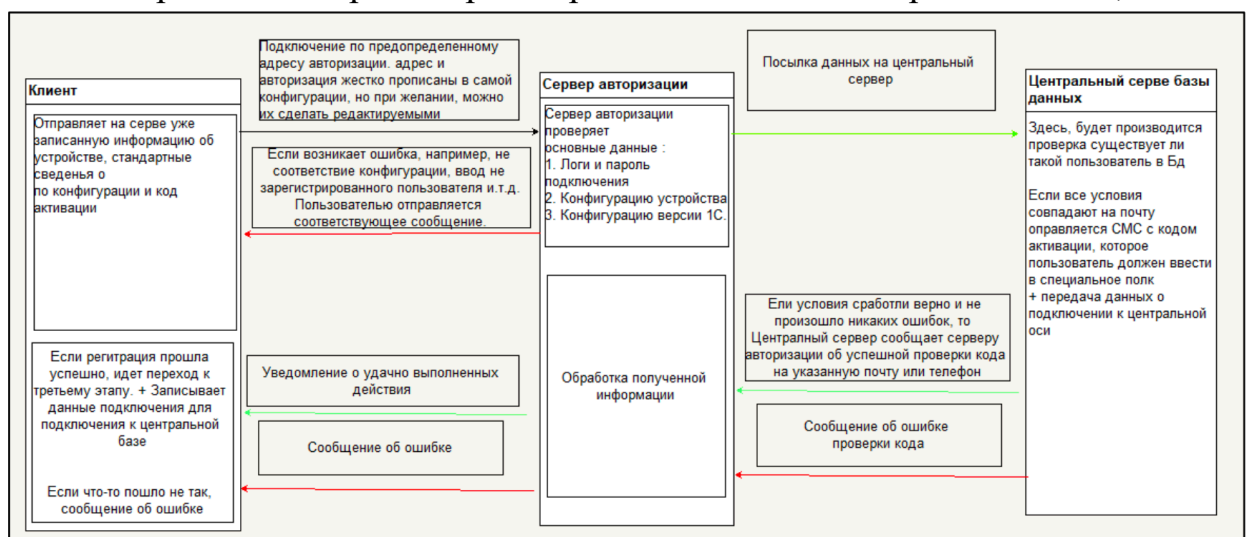 Клиент
Отправляет на серве уже
записанную информацию об
устройстве, стандартные
сведенья о
по конфигурации и код
активации
Если регитрация прошла
успешно, идет переход к
третьему этапу. + Записывает
данные подключения для
подключения к центральной
базе
Если что-то пошло не так,
сообщение об ошибке
Подключение по предопределенному
адресу авторизации. адрес и
авторизация жестко прописаны в самой
конфигурации, но при желании, можно
их сделать редактируемыми
Если возникает ошибка, например, не
соответствие конфигурации, ввод не
зарегистрированного пользователя и.т.д.
Пользователью отправляется
соответствующее сообщение.
Уведомление о удачно выполненных
действия
Сообщение об ошибке
Сервер авторизации
Сервер авторизации
проверяет
основные данные :
1. Логи и пароль
подключения
2. Конфигурацию устройства
3. Конфигурацию версии 1С.
Обработка полученной
информации
Посылка данных на центральный
сервер
Ели условия сработли верно и не
произошло никаких ошибок, то
Централный сервер сообщает серверу
авторизации об успешной проверки кода
на указанную почту или телефон
Сообщение об ошибке
проверки кода
Центральный серве базы
данных
Здесь, будет производится
проверка существует ли
такой пользователь в Бд
Если все условия
совпадают на почту
оправляется СМС с кодом
активации, которое
пользователь должен ввести
в специальное полк
+ передача данных о
подключении к центральной
оси